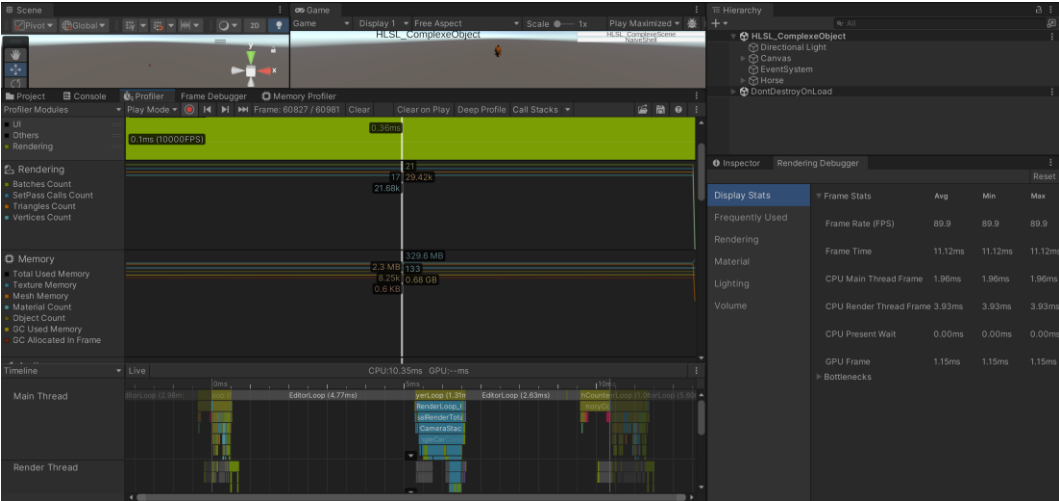 Scene
Game
Hierarchy
Pivot
Global
2D
Game
Display 1
Free Aspect
Scale
1x
Play Maximized
All
HLSL_ComplexeObject
HLSL_ComplexeScene
NaiveShell
y
x
HLSL_ComplexeObject
Directional Light
Canvas
EventSystem
Horse
DontDestroyOnLoad
Project
Console
Profiler
Frame Debugger
Memory Profiler
Profiler Modules
Play Mode
Frame: 60827 / 60981
Clear
Clear on Play
Deep Profile
Call Stacks
UI
Others
Rendering
0.36ms
0.1ms (10000FPS)
Rendering
Batches Count
SetPass Calls Count
Triangles Count
Vertices Count
21
17
29.42k
21.68k
Memory
Total Used Memory
Texture Memory
Mesh Memory
Material Count
Object Count
GC Used Memory
GC Allocated In Frame
329.6 MB
2.3 MB
133
8.25k
0.68 GB
0.6 KB
Timeline
Live
CPU:10.35ms GPU:--ms
0ms
5ms
10m
Main Thread
EditorLoop (4.77ms)
yerLoop (1.31m
EditorLoop (2.63ms)
RenderLoop_I
CameraStac
Render Thread
Inspector
Rendering Debugger
Reset
Display Stats
Frequently Used
Rendering
Material
Lighting
Volume
Frame Stats Avg Min Max
Frame Rate (FPS) 89.9 89.9 89.9
Frame Time 11.12ms 11.12ms 11.12ms
CPU Main Thread Frame 1.96ms 1.96ms 1.96ms
CPU Render Thread Frame 3.93ms 3.93ms 3.93ms
CPU Present Wait 0.00ms 0.00ms 0.00ms
GPU Frame 1.15ms 1.15ms 1.15ms
Bottlenecks